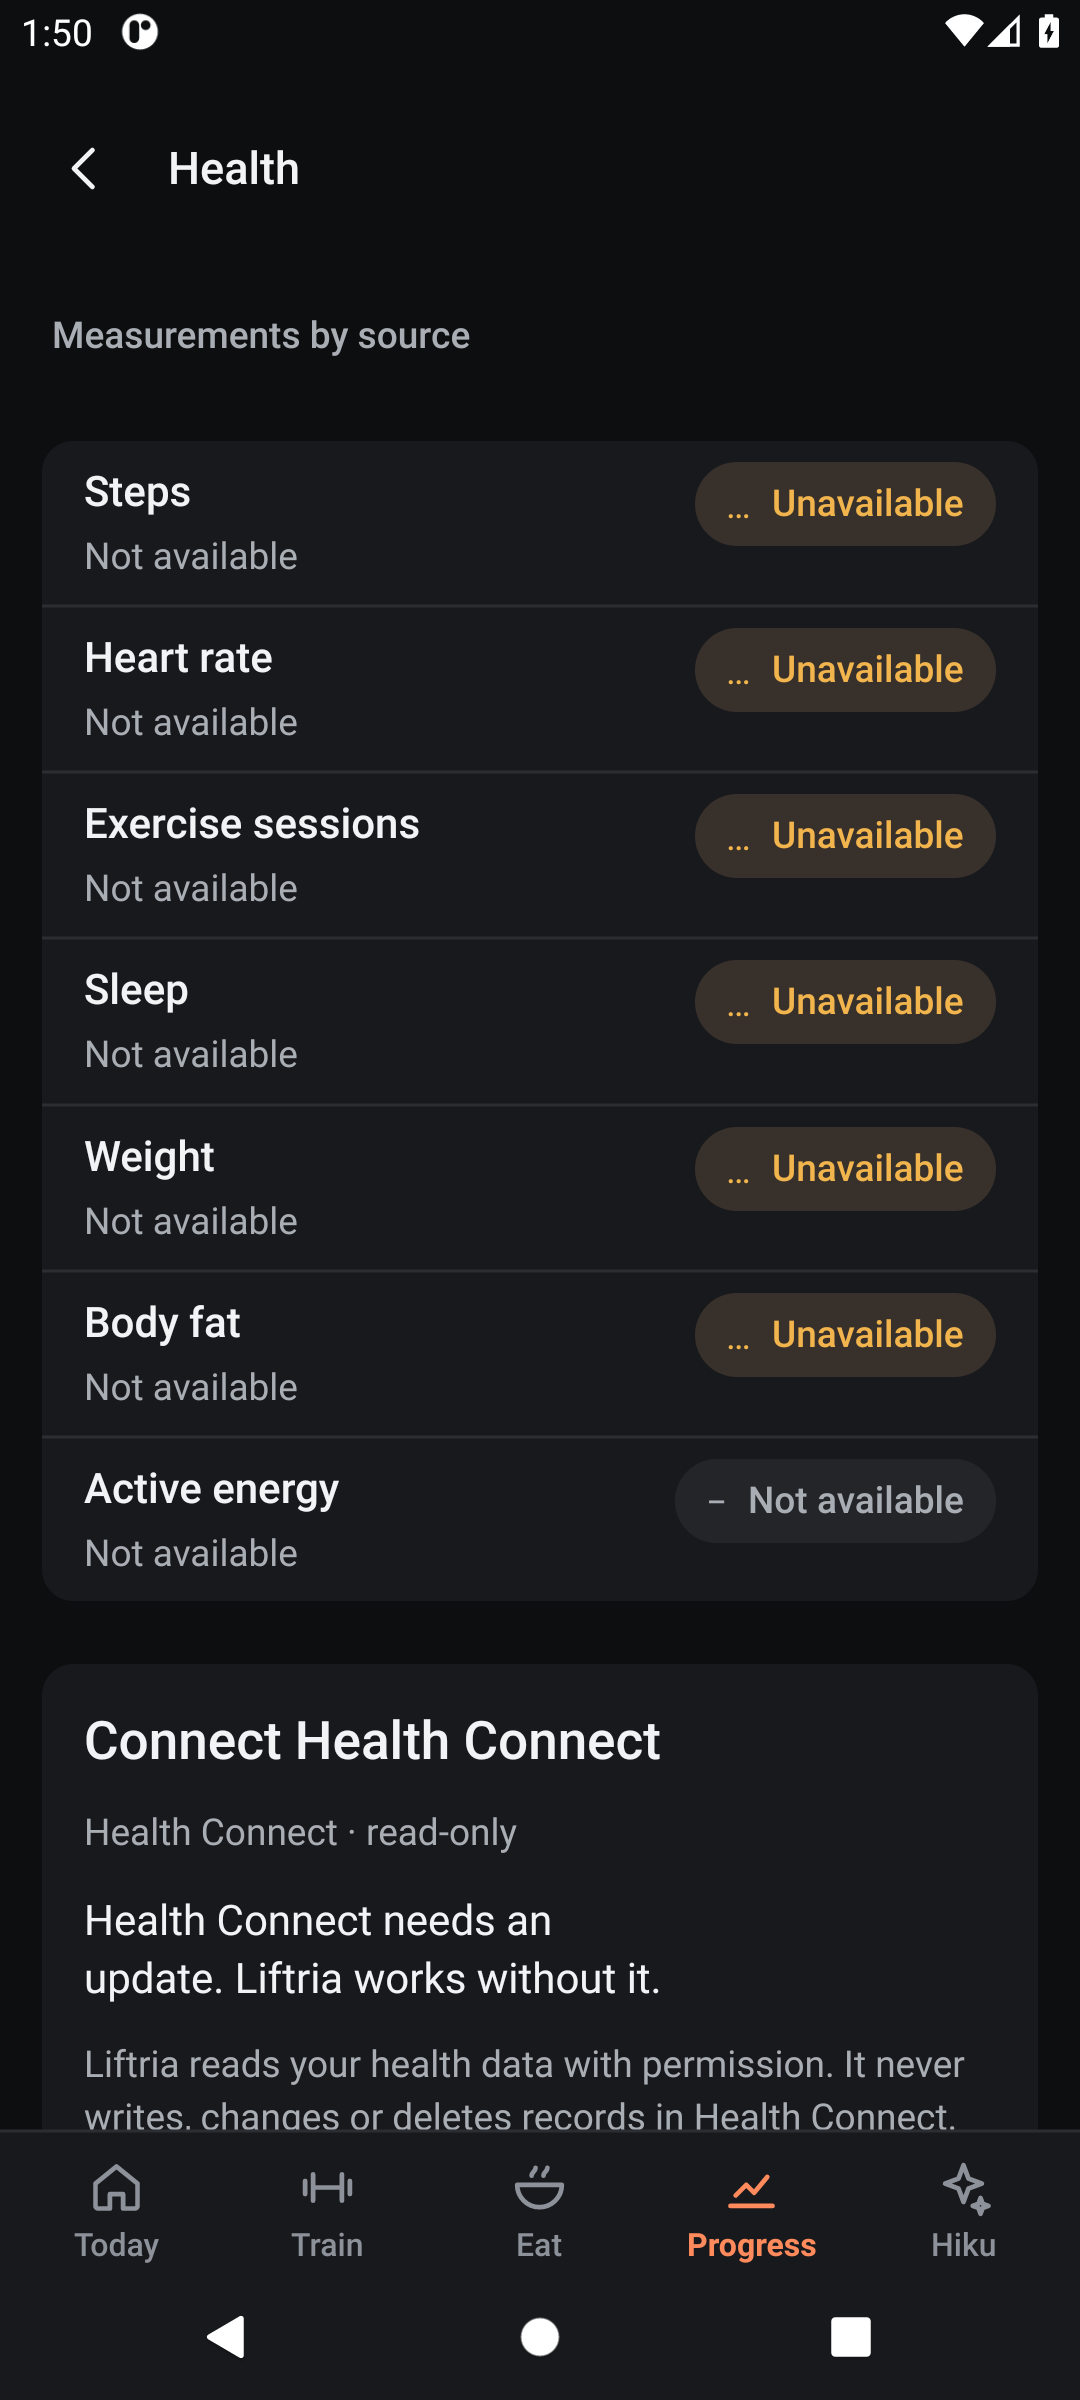 1:50
Health
Measurements by source
Steps
... Unavailable
Not available
Heart rate
... Unavailable
Not available
Exercise sessions
... Unavailable
Not available
Sleep
... Unavailable
Not available
Weight
... Unavailable
Not available
Body fat
... Unavailable
Not available
Active energy
– Not available
Not available
Connect Health Connect
Health Connect · read-only
Health Connect needs an
update. Liftria works without it.
Liftria reads your health data with permission. It never
writes, changes or deletes records in Health Connect.
Today
Train
Eat
Progress
Hiku